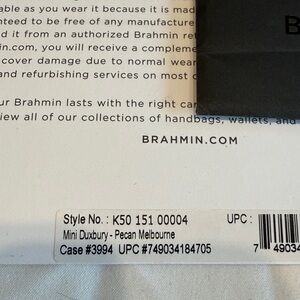 able as you wear it because it is mad
nteed to be free of any manufacture
d it from an authorized Brahmin ret
in.com, you will receive a compleme
cover damage due to normal wear
and refurbishing services on most c
ur Brahmin lasts with the right car
iew all of our collections of handbags, wallets, and
B
BRAHMIN.COM
Style No. : K50 151 00004 UPC :
Mini Duxbury - Pecan Melbourne
Case #3994 UPC #749034184705
7 49034